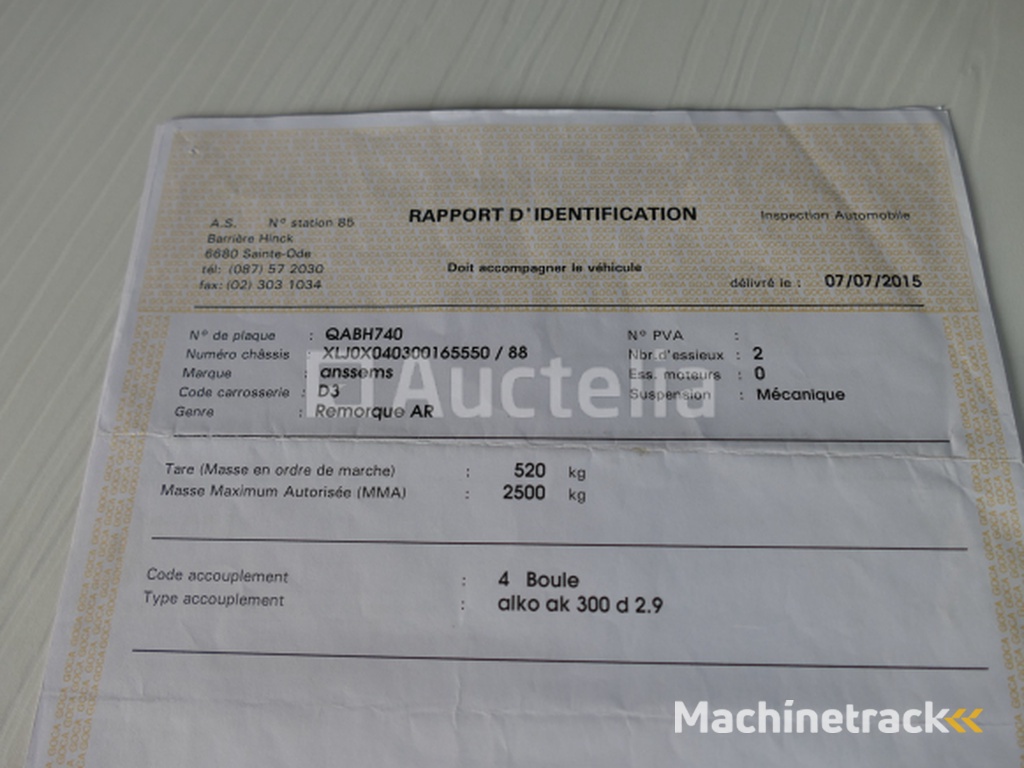 RAPPORT D'IDENTIFICATION
Inspection Automobile
A.S. N° station 85
Barrière Hinck
6680 Sainte-Ode
tél: (087) 57 2030
fax: (02) 303 1034
Doit accompagner le véhicule
délivré le : 07/07/2015
N° de plaque : QABH740
N° PVA :
Numéro châssis : XLJ0X040300165550 / 88
Nbr.d'essieux : 2
Marque : anssems
Ess. moteurs : 0
Code carrosserie : D3
Suspension : Mécanique
Genre : Remorque AR
Auctelia
Tare (Masse en ordre de marche) : 520 kg
Masse Maximum Autorisée (MMA) : 2500 kg
Code accouplement : 4 Boule
Type accouplement : alko ak 300 d 2.9
Machinetrack